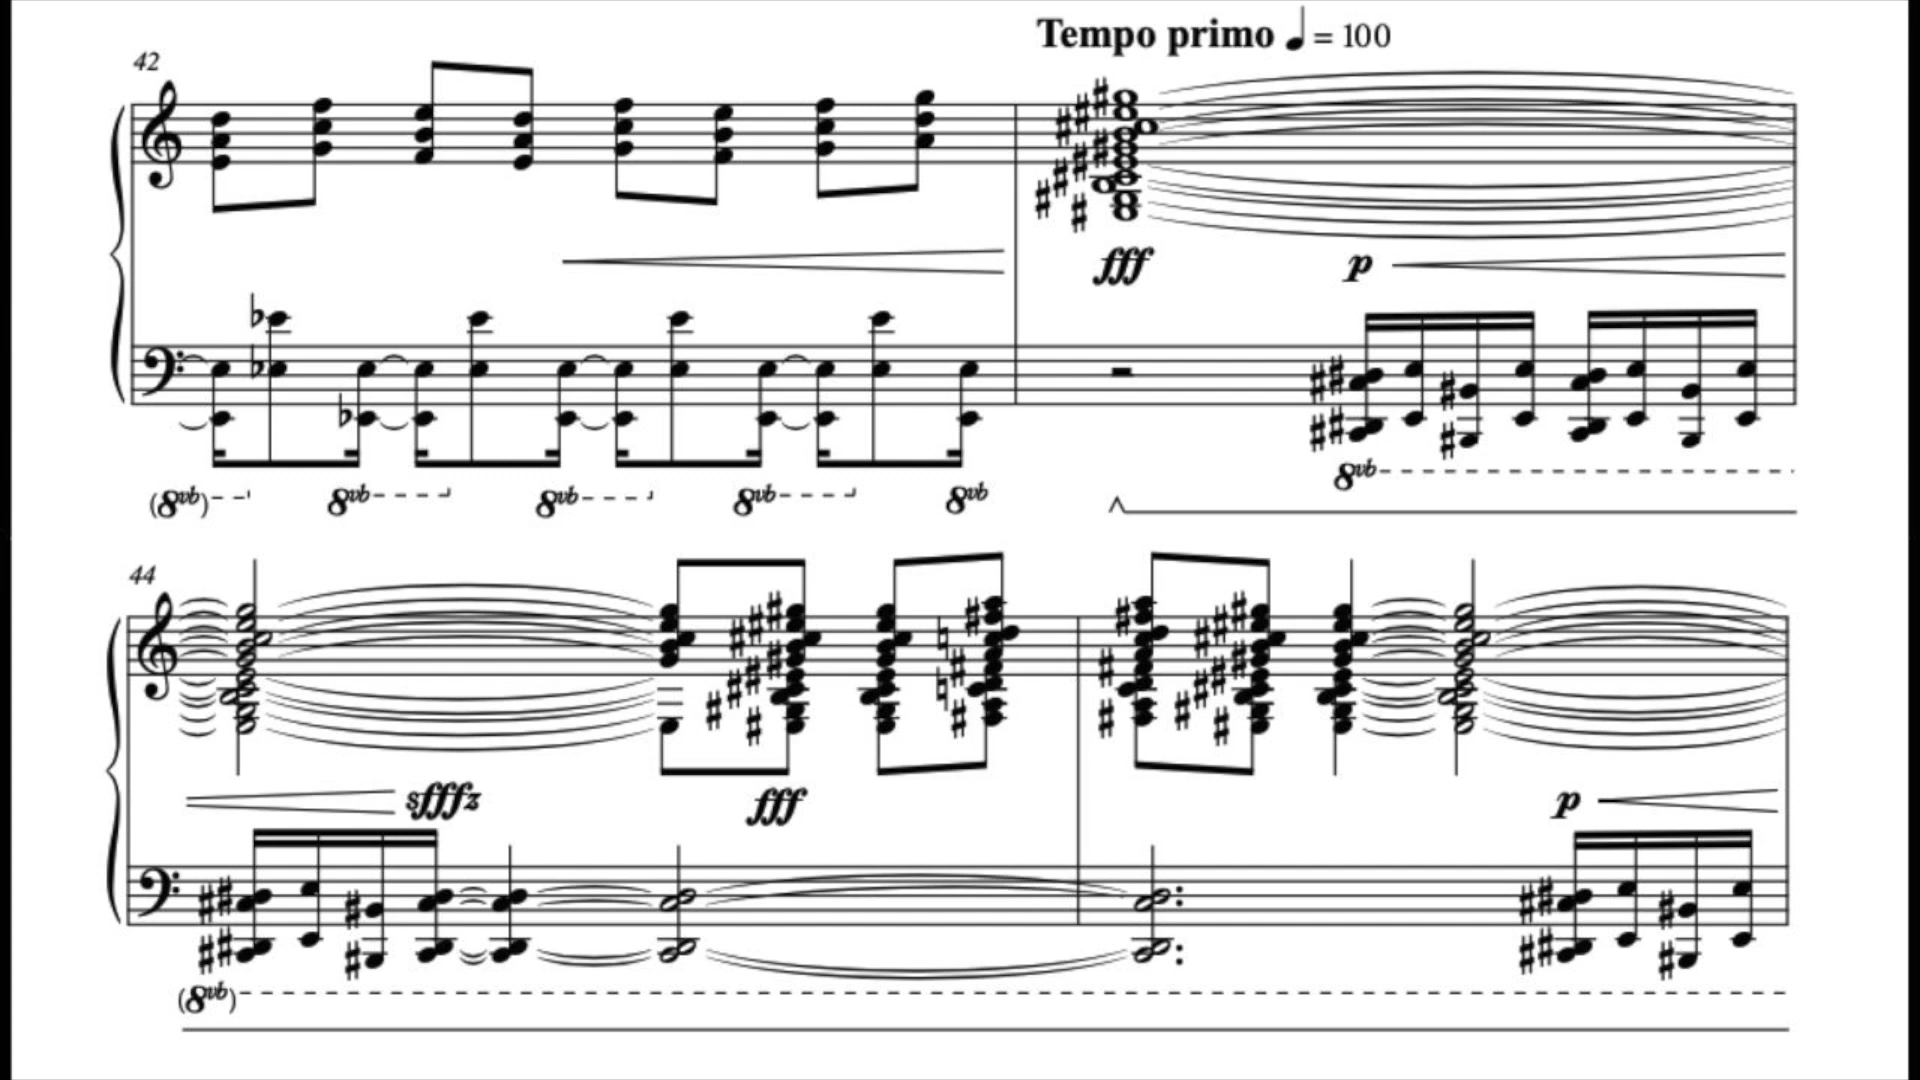 Tempo primo ♩ = 100
42
fff p
(8vb) 8vb 8vb 8vb 8vb 8vb
44
sfffz fff p
(8vb)